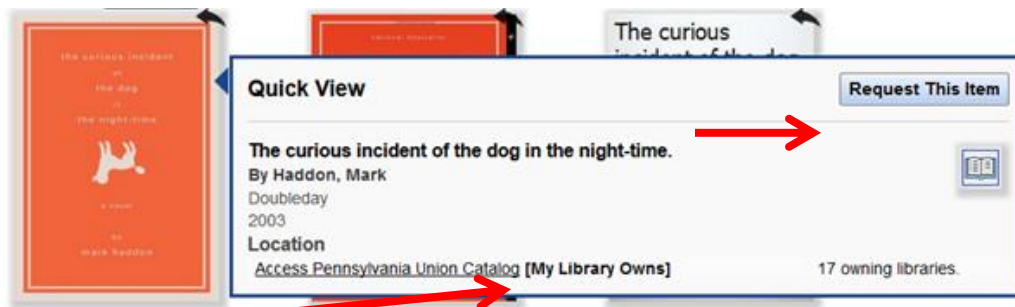 the curious incident
of
the dog
in
the night-time
a novel
by
mark haddon
The curious
Quick View
Request This Item
The curious incident of the dog in the night-time.
By Haddon, Mark
Doubleday
2003
Location
Access Pennsylvania Union Catalog [My Library Owns] 17 owning libraries.